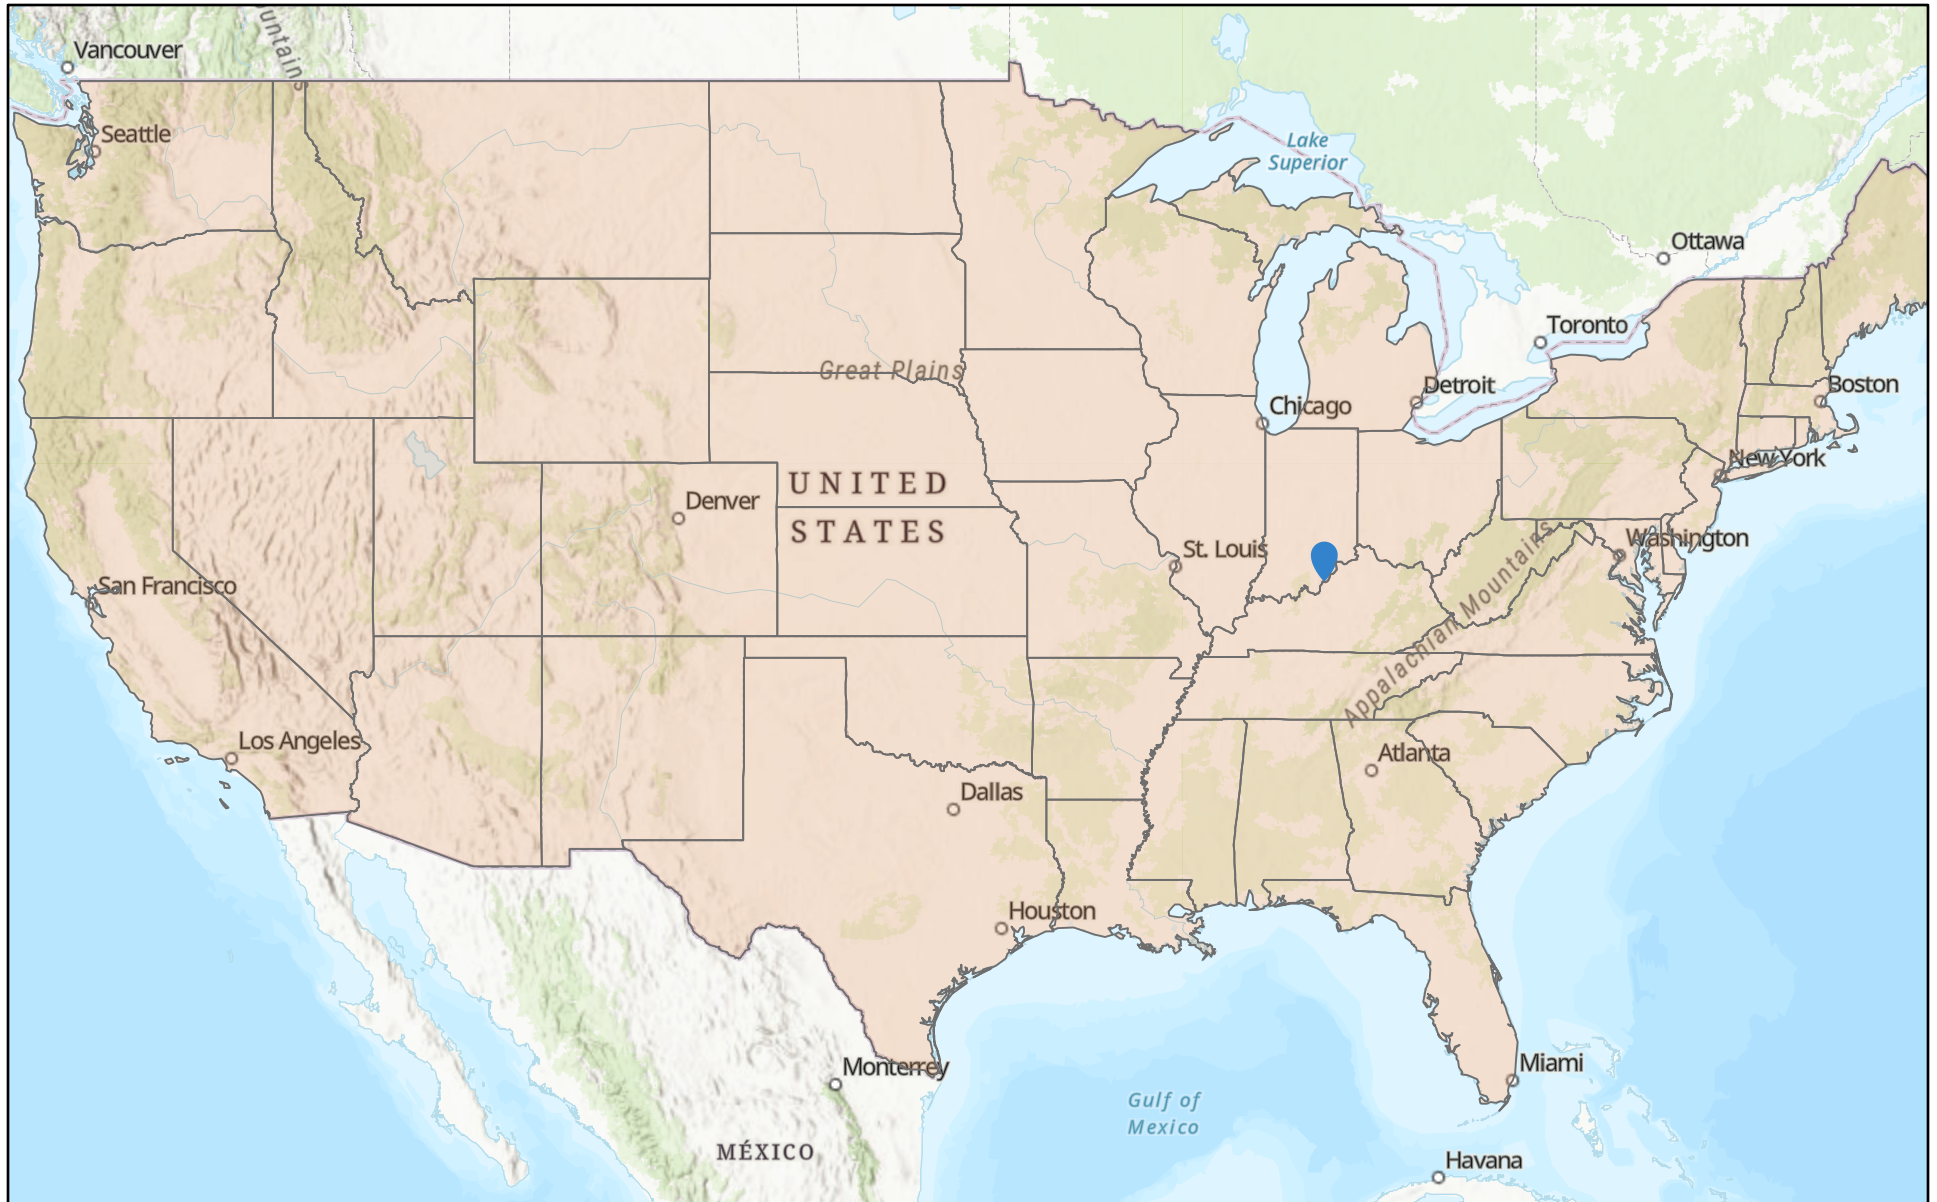 Vancouver
untains
Seattle
Lake
Superior
Ottawa
Toronto
Great Plains
Detroit
Boston
Chicago
New York
UNITED
STATES
Denver
St. Louis
Washington
San Francisco
Appalachian Mountains
Los Angeles
Atlanta
Dallas
Houston
Monterrey
Miami
Gulf of
Mexico
MÉXICO
Havana